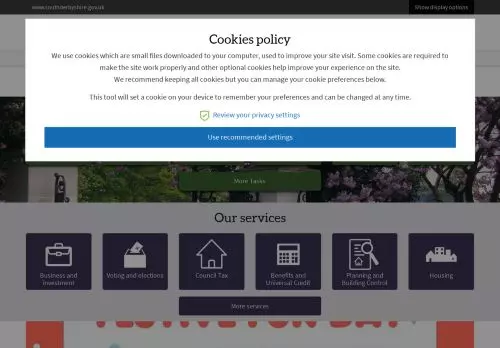 www.southderbyshire.gov.uk
Show display options
Cookies policy
We use cookies which are small files downloaded to your computer, used to improve your site visit. Some cookies are required to
make the site work properly and other optional cookies help improve your experience on the site.
We recommend keeping all cookies but you can manage your cookie preferences below.
This tool will set a cookie on your device to remember your preferences and can be changed at any time.
Review your privacy settings
Use recommended settings
More Tasks
Our services
Business and
investment
Voting and elections
Council Tax
Benefits and
Universal Credit
Planning and
Building Control
Housing
More services